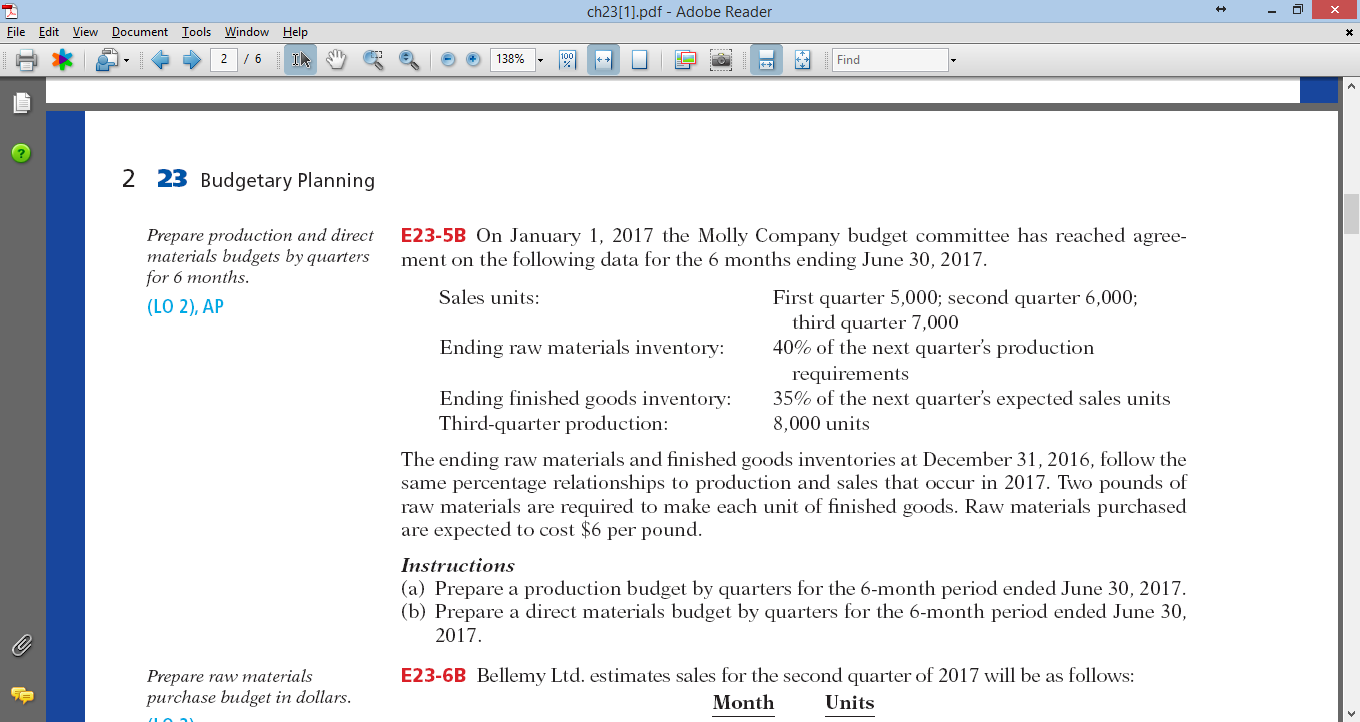 ch23[1].pdf - Adobe Reader
File Edit View Document Tools Window Help
2 / 6 138% Find
2 23 Budgetary Planning
Prepare production and direct
materials budgets by quarters
for 6 months.
(LO 2), AP
E23-5B On January 1, 2017 the Molly Company budget committee has reached agree-
ment on the following data for the 6 months ending June 30, 2017.
Sales units: First quarter 5,000; second quarter 6,000;
third quarter 7,000
Ending raw materials inventory: 40% of the next quarter's production
requirements
Ending finished goods inventory: 35% of the next quarter's expected sales units
Third-quarter production: 8,000 units
The ending raw materials and finished goods inventories at December 31, 2016, follow the
same percentage relationships to production and sales that occur in 2017. Two pounds of
raw materials are required to make each unit of finished goods. Raw materials purchased
are expected to cost $6 per pound.
Instructions
(a) Prepare a production budget by quarters for the 6-month period ended June 30, 2017.
(b) Prepare a direct materials budget by quarters for the 6-month period ended June 30,
2017.
Prepare raw materials
purchase budget in dollars.
E23-6B Bellemy Ltd. estimates sales for the second quarter of 2017 will be as follows:
Month Units